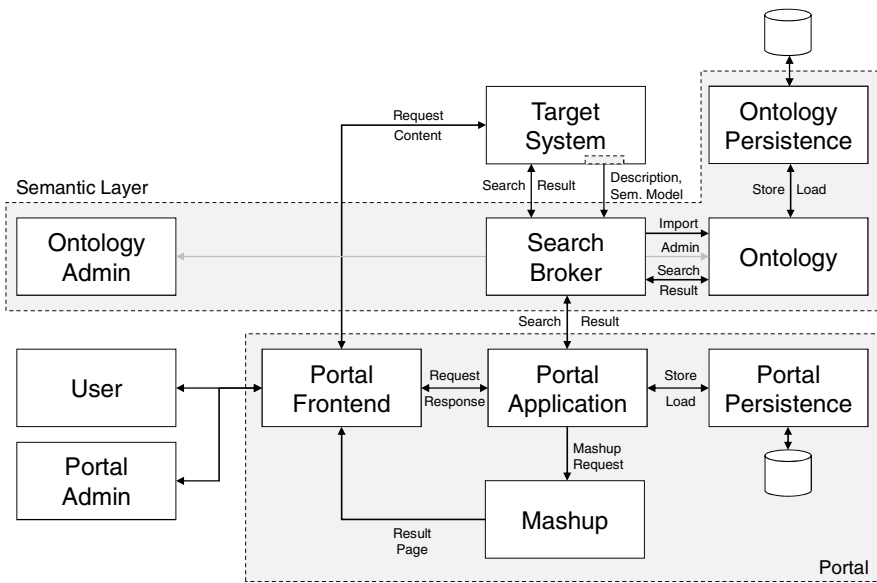 Target
System
Ontology
Persistence
Request
Content
Semantic Layer
Search Result
Description,
Sem. Model
Store Load
Ontology
Admin
Search
Broker
Import
Admin
Search
Result
Ontology
Search Result
User
Portal
Frontend
Request
Response
Portal
Application
Store
Load
Portal
Persistence
Portal
Admin
Mashup
Request
Result
Page
Mashup
Portal